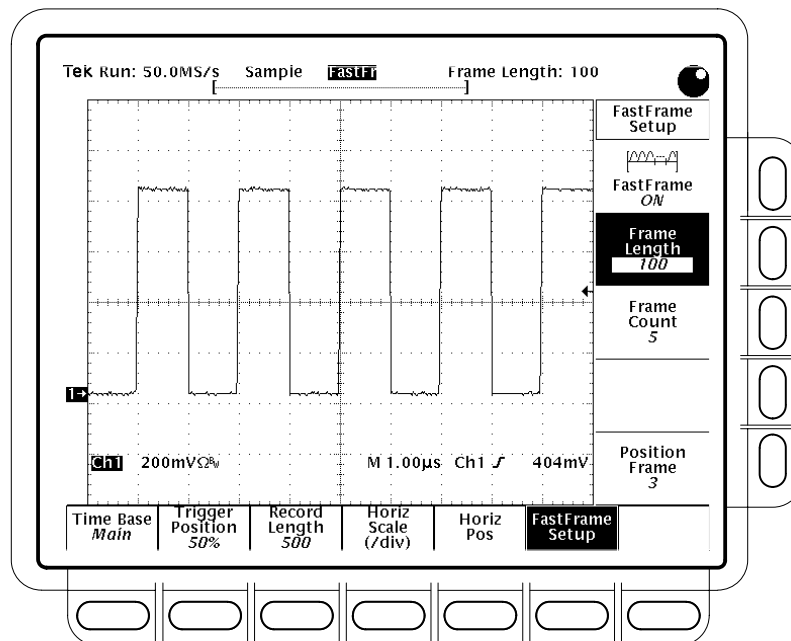 Tek Run: 50.0MS/s Sample FastFr Frame Length: 100
FastFrame
Setup
FastFrame
ON
Frame
Length
100
Frame
Count
5
Position
Frame
3
1→
Ch1 200mVΩBW M 1.00µs Ch1 404mV
Time Base
Main
Trigger
Position
50%
Record
Length
500
Horiz
Scale
(/div)
Horiz
Pos
FastFrame
Setup